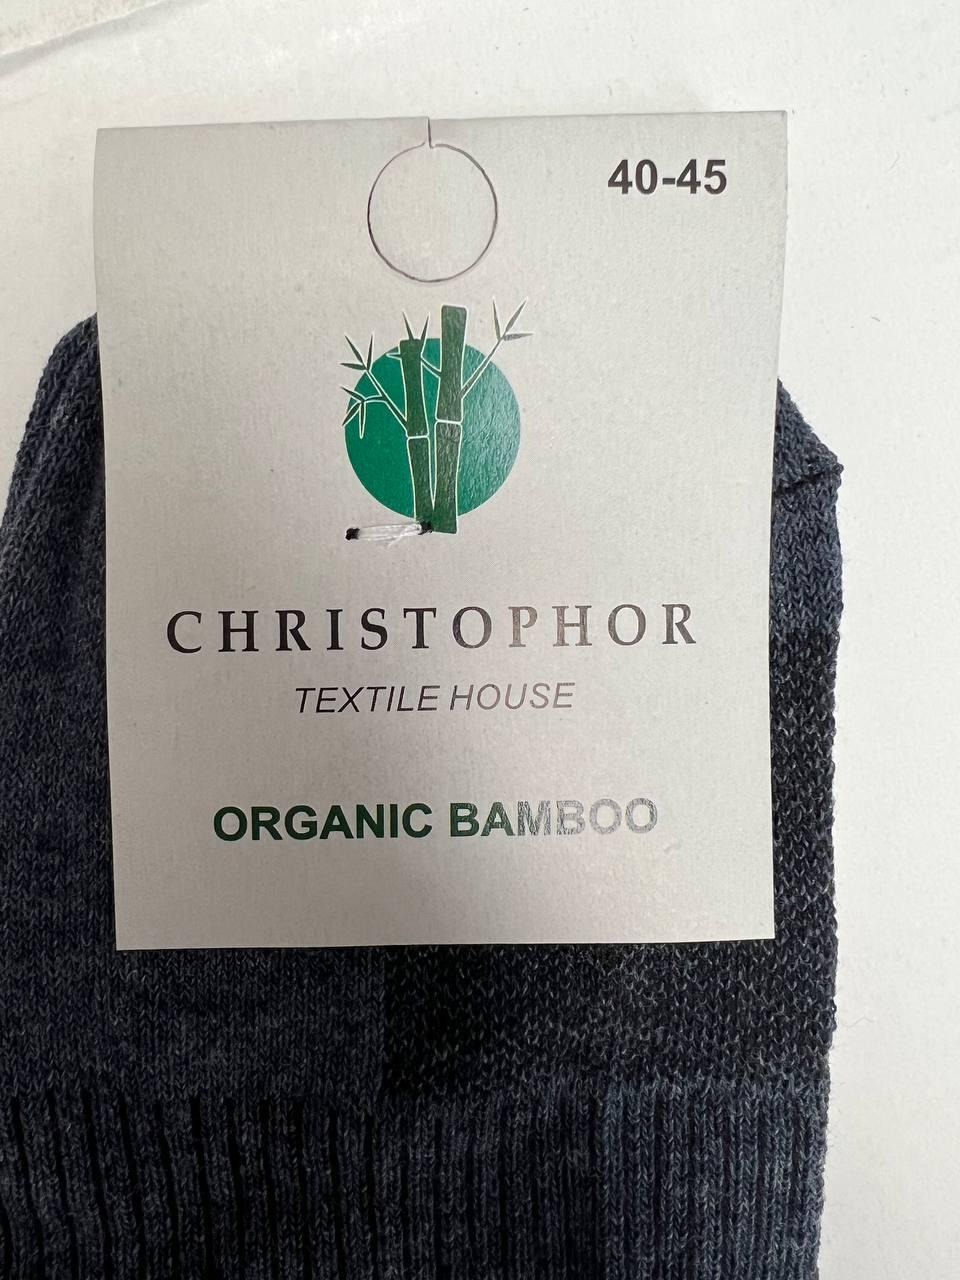 40-45
CHRISTOPHOR
TEXTILE HOUSE
ORGANIC BAMBOO